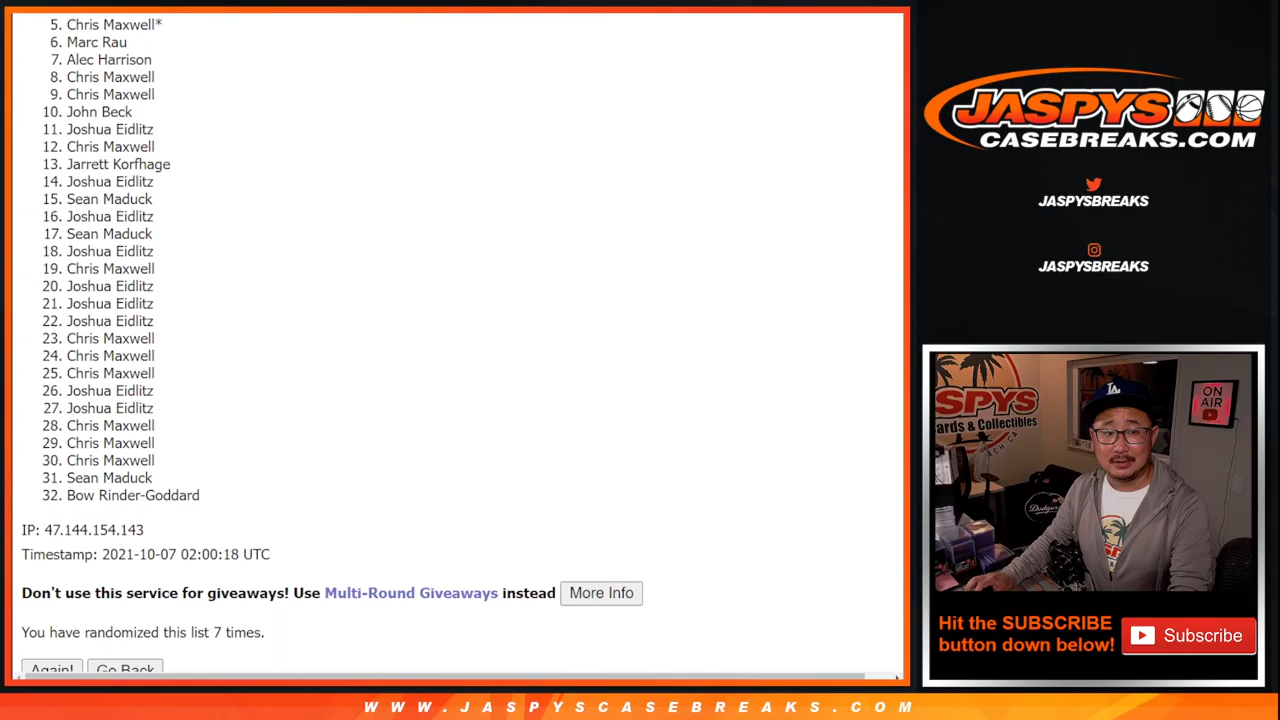 5. Chris Maxwell*
6. Marc Rau
7. Alec Harrison
8. Chris Maxwell
9. Chris Maxwell
10. John Beck
11. Joshua Eidlitz
12. Chris Maxwell
13. Jarrett Korfhage
14. Joshua Eidlitz
15. Sean Maduck
16. Joshua Eidlitz
17. Sean Maduck
18. Joshua Eidlitz
19. Chris Maxwell
20. Joshua Eidlitz
21. Joshua Eidlitz
22. Joshua Eidlitz
23. Chris Maxwell
24. Chris Maxwell
25. Chris Maxwell
26. Joshua Eidlitz
27. Joshua Eidlitz
28. Chris Maxwell
29. Chris Maxwell
30. Chris Maxwell
31. Sean Maduck
32. Bow Rinder-Goddard
IP: 47.144.154.143
Timestamp: 2021-10-07 02:00:18 UTC
Don't use this service for giveaways! Use Multi-Round Giveaways instead More Info
You have randomized this list 7 times.
Again! Go Back
JASPYS
CASEBREAKS.COM
JASPYSBREAKS
JASPYSBREAKS
SPYS
ards & Collectibles
LA
ON
AIR
Dodgers
Hit the SUBSCRIBE
button down below!
Subscribe
WWW.JASPYSCASEBREAKS.COM